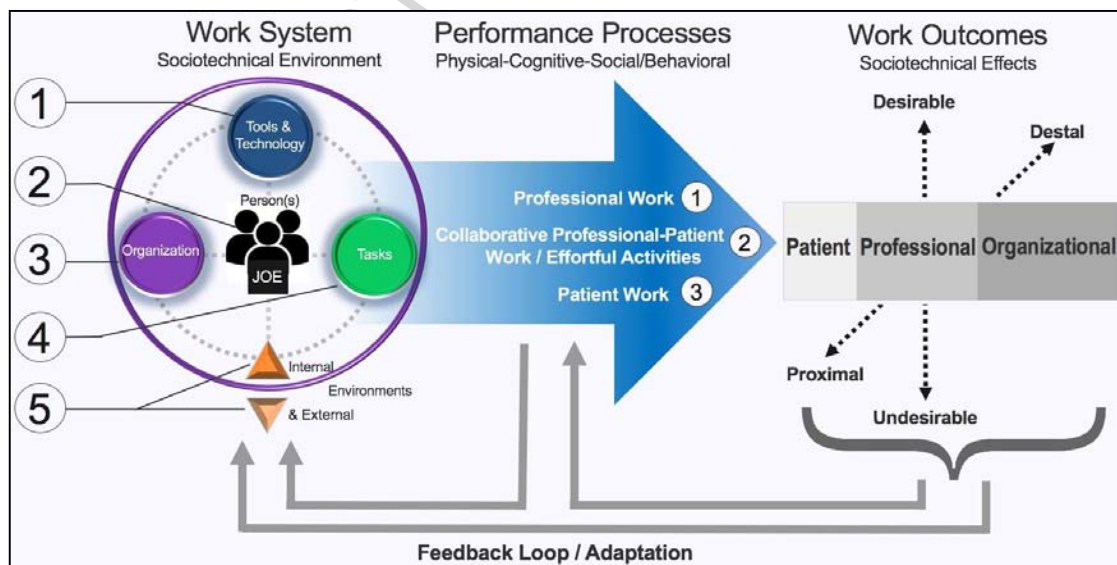 Work System
Sociotechnical Environment
Performance Processes
Physical-Cognitive-Social/Behavioral
Work Outcomes
Sociotechnical Effects
1
2
3
4
5
Tools &
Technology
Person(s)
JOE
Organization
Tasks
Internal
Environments
& External
Professional Work 1
Collaborative Professional-Patient
Work / Effortful Activities
2
Patient Work 3
Desirable
Destal
Patient Professional Organizational
Proximal
Undesirable
Feedback Loop / Adaptation